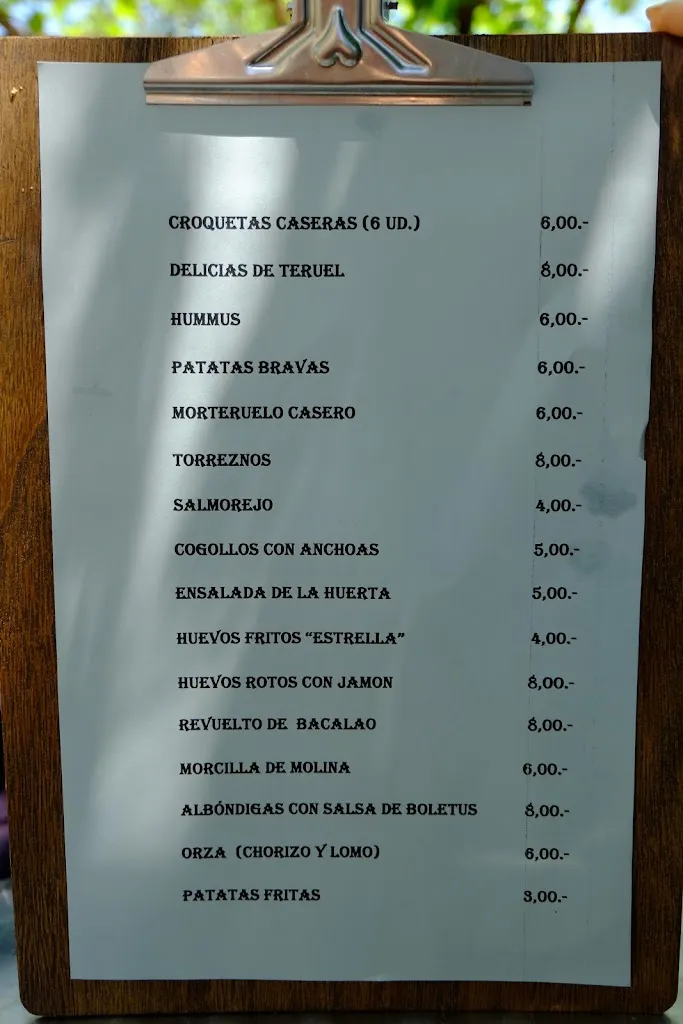 CROQUETAS CASERAS (6 UD.) 6,00.-
DELICIAS DE TERUEL 8,00.-
HUMMUS 6,00.-
PATATAS BRAVAS 6,00.-
MORTERUELO CASERO 6,00.-
TORREZNOS 8,00.-
SALMOREJO 4,00.-
COGOLLOS CON ANCHOAS 5,00.-
ENSALADA DE LA HUERTA 5,00.-
HUEVOS FRITOS “ESTRELLA” 4,00.-
HUEVOS ROTOS CON JAMON 8,00.-
REVUELTO DE BACALAO 8,00.-
MORCILLA DE MOLINA 6,00.-
ALBÓNDIGAS CON SALSA DE BOLETUS 8,00.-
ORZA (CHORIZO Y LOMO) 6,00.-
PATATAS FRITAS 3,00.-